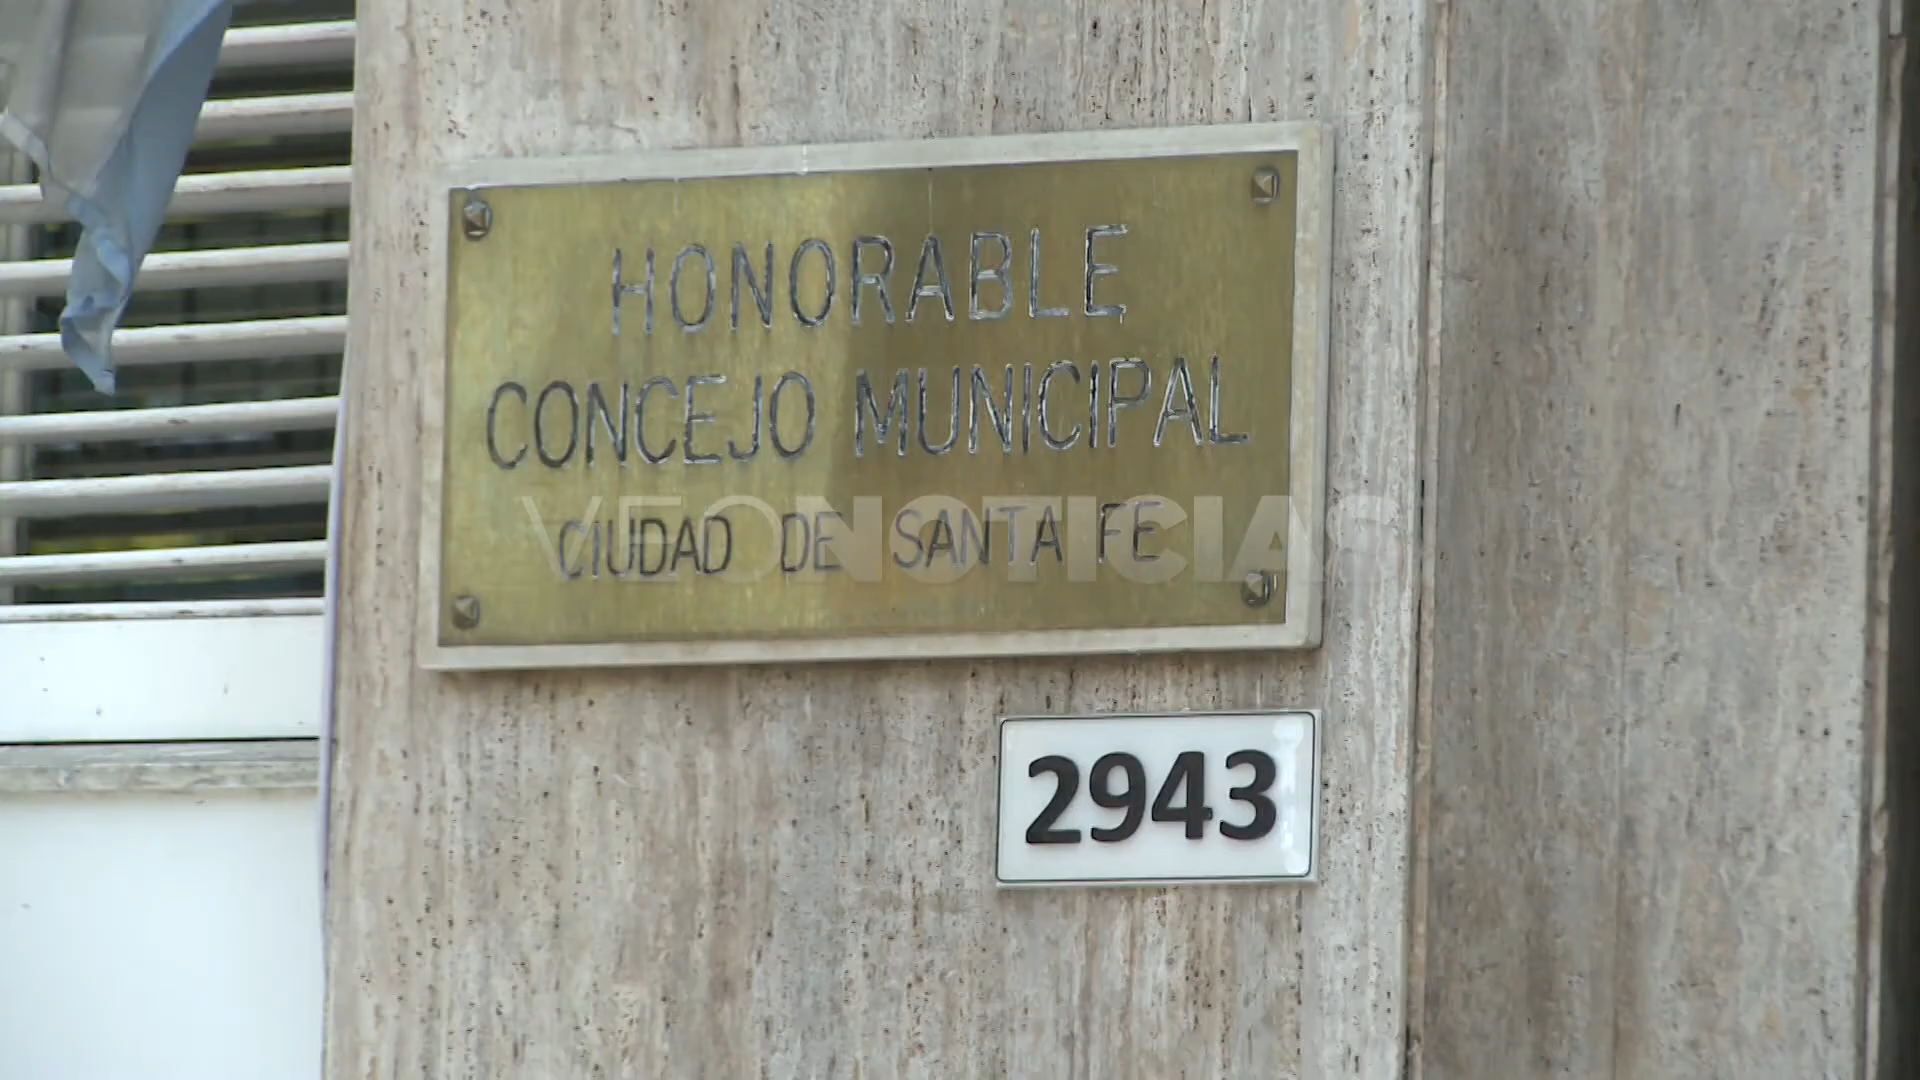 HONORABLE
CONCEJO MUNICIPAL
CIUDAD DE SANTA FE
VEONOTICIAS
2943